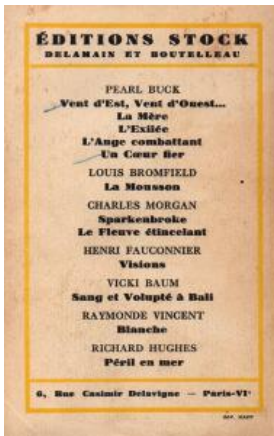 ÉDITIONS STOCK
DELAMAIN ET BOUTELLEAU
PEARL BUCK
Vent d'Est, Vent d'Ouest...
La Mère
L'Exilée
L'Ange combattant
Un Cœur fier
LOUIS BROMFIELD
La Mousson
CHARLES MORGAN
Sparkenbroke
Le Fleuve étincelant
HENRI FAUCONNIER
Visions
VICKI BAUM
Sang et Volupté à Bali
RAYMONDE VINCENT
Blanche
RICHARD HUGHES
Péril en mer
6, Rue Casimir Delavigne — Paris-VIᵉ